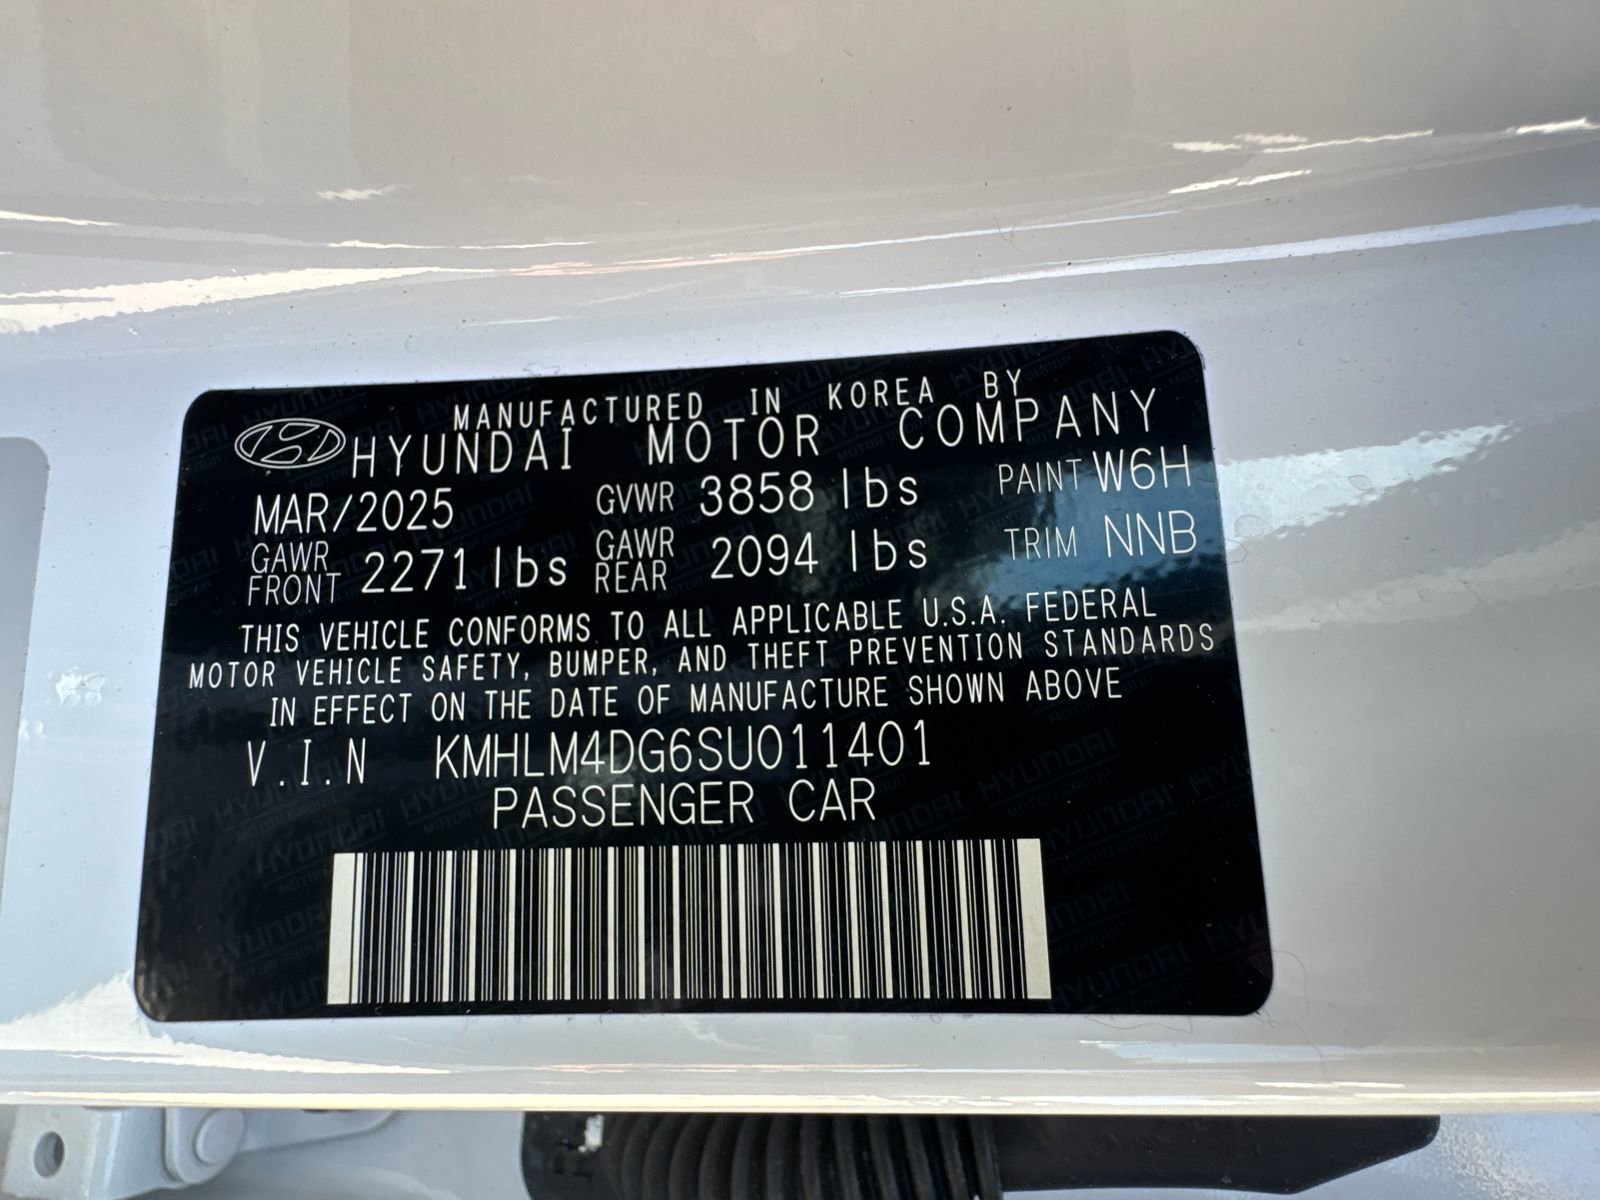 MANUFACTURED IN KOREA BY
HYUNDAI MOTOR COMPANY
MAR/2025 GVWR 3858 lbs PAINT W6H
GAWR FRONT 2271 lbs GAWR REAR 2094 lbs TRIM NNB
THIS VEHICLE CONFORMS TO ALL APPLICABLE U.S.A. FEDERAL
MOTOR VEHICLE SAFETY, BUMPER, AND THEFT PREVENTION STANDARDS
IN EFFECT ON THE DATE OF MANUFACTURE SHOWN ABOVE
V.I.N KMHLM4DG6SU011401
PASSENGER CAR